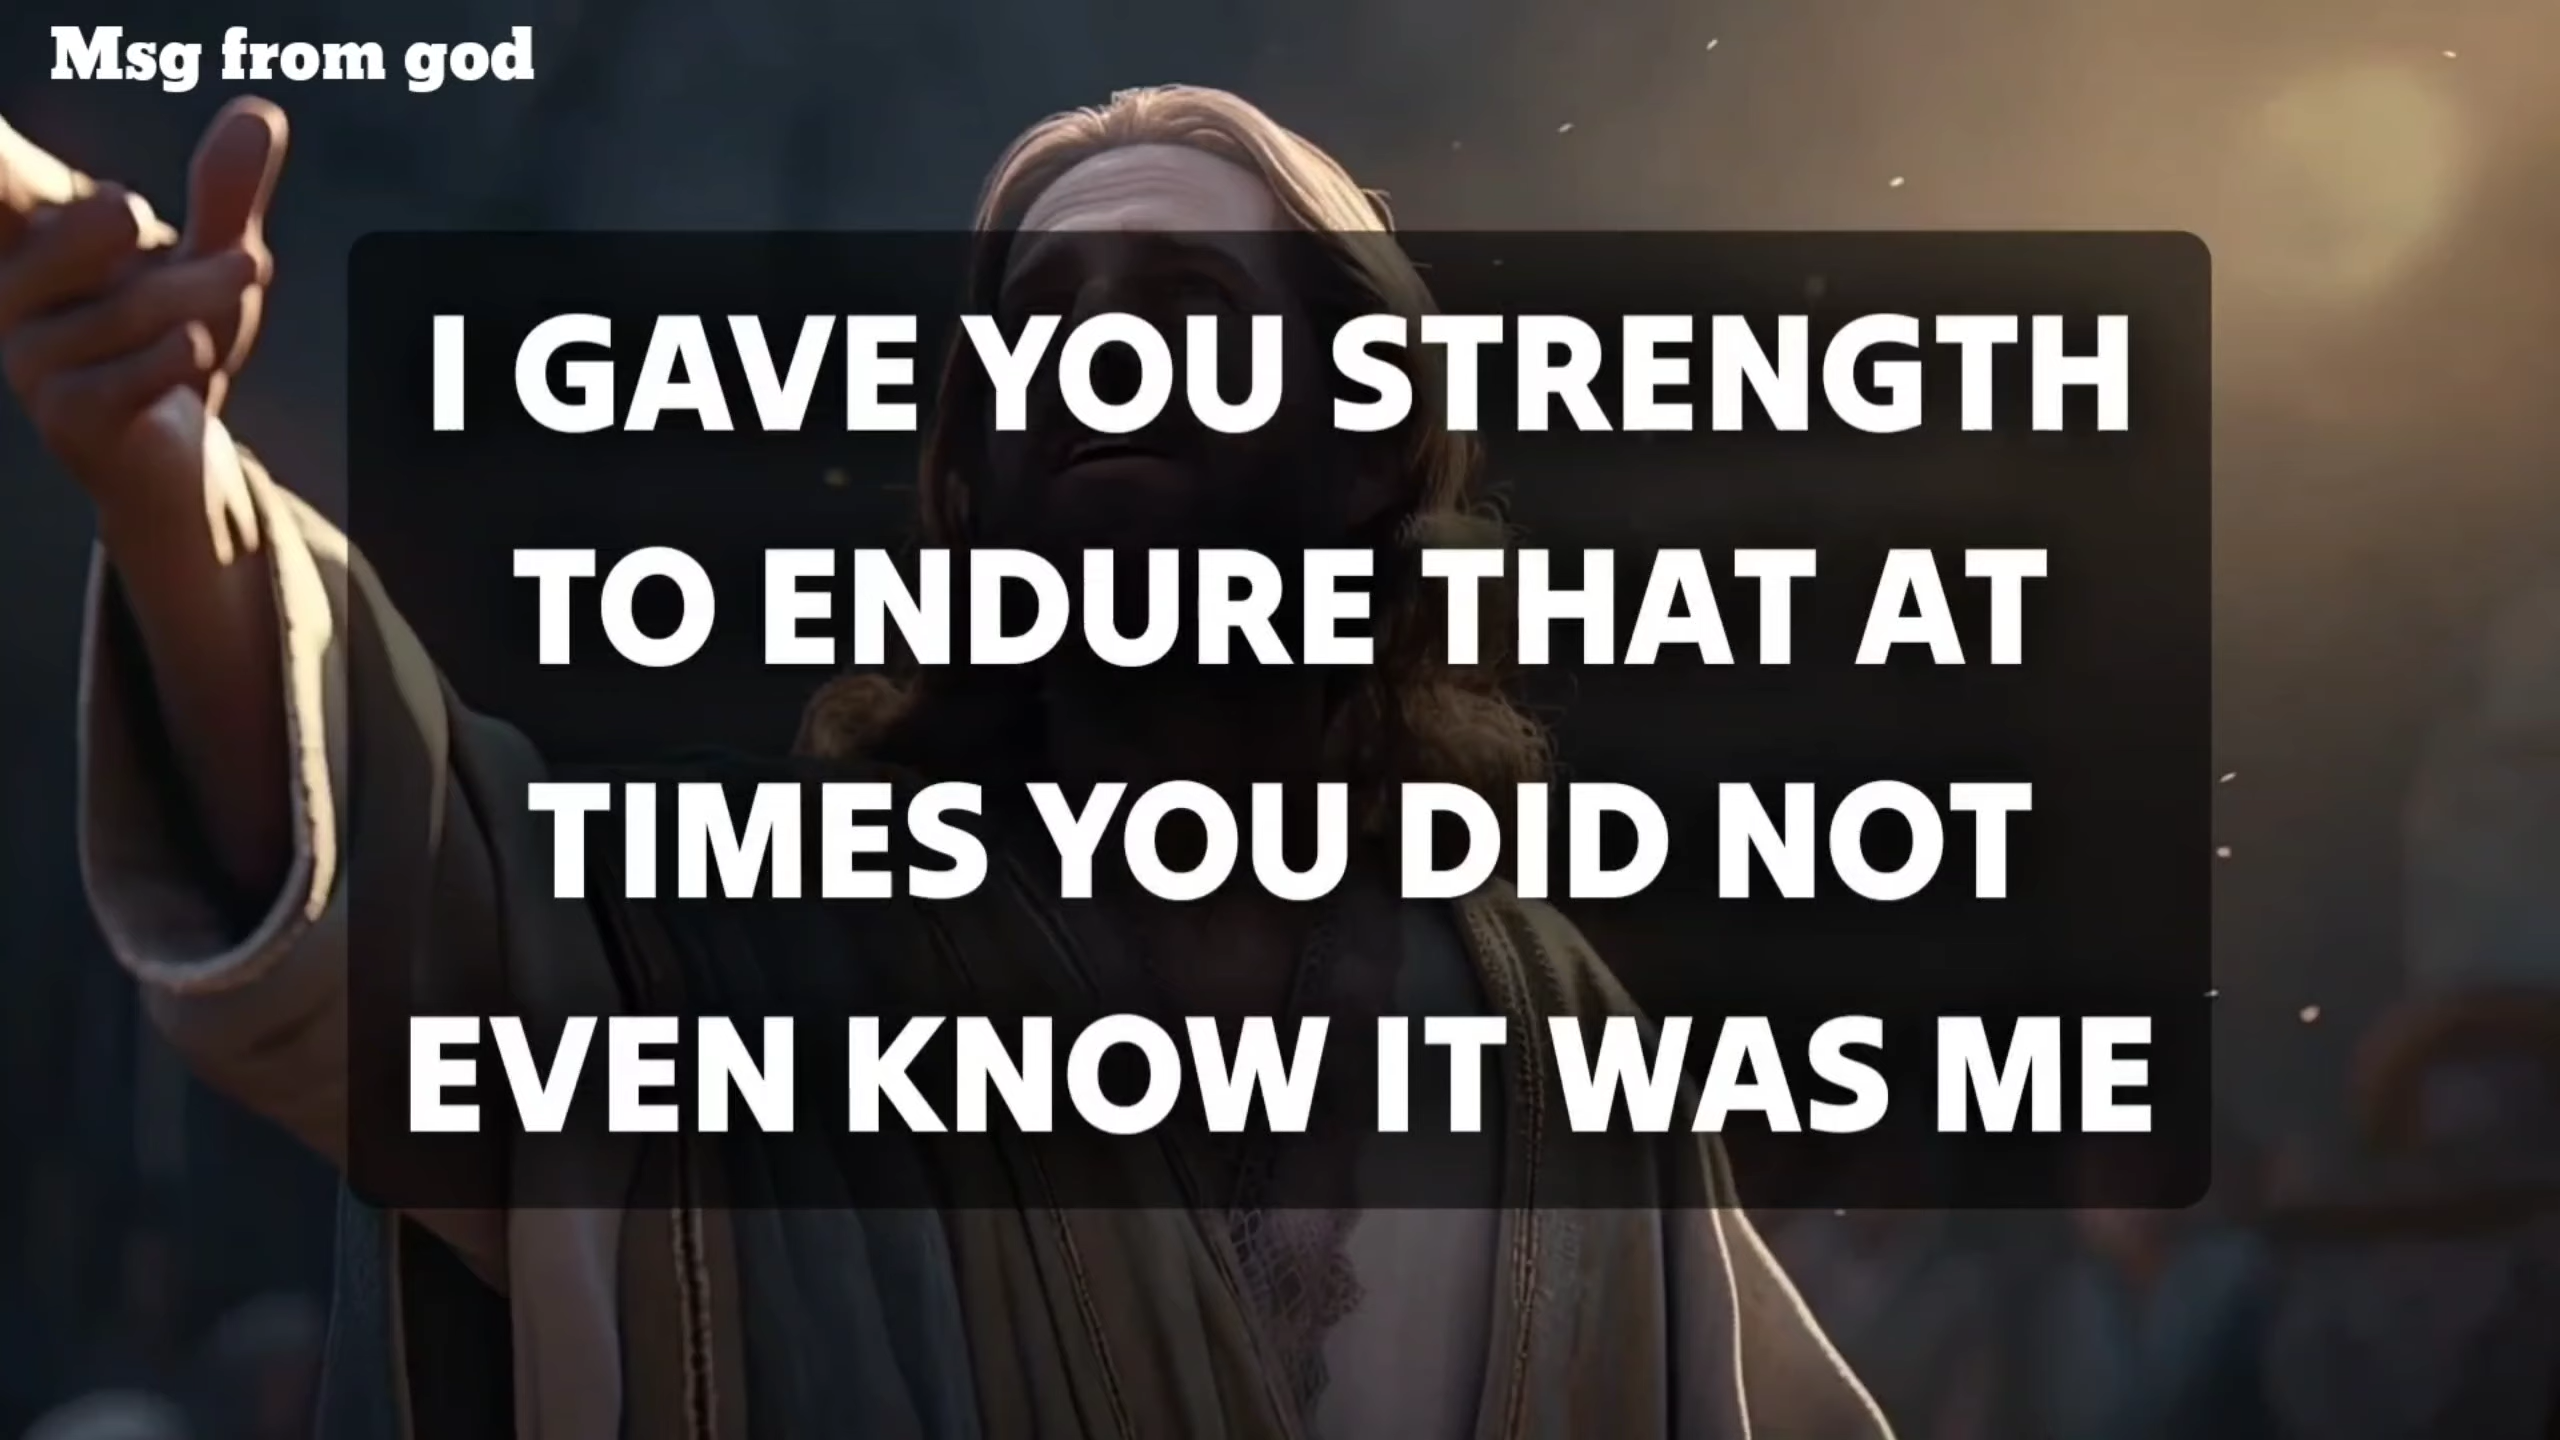 Msg from god
I GAVE YOU STRENGTH
TO ENDURE THAT AT
TIMES YOU DID NOT
EVEN KNOW IT WAS ME